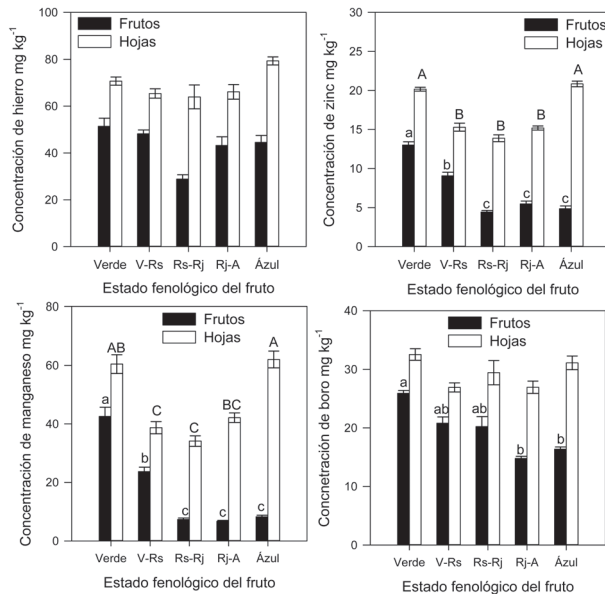 Concentración de hierro mg kg-1
100
80
60
40
20
0
Frutos
Hojas
Verde V-Rs Rs-Rj Rj-A Ázul
Estado fenológico del fruto
Concentración de zinc mg kg-1
30
25
20
15
10
5
0
Frutos
Hojas
A B B B A
a b c c c
Verde V-Rs Rs-Rj Rj-A Ázul
Estado fenológico del fruto
Concentración de manganeso mg kg-1
80
60
40
20
0
Frutos
Hojas
AB C C BC A
a b c c c
Verde V-Rs Rs-Rj Rj-A Ázul
Estado fenológico del fruto
Concnetración de boro mg kg-1
40
30
20
10
0
Frutos
Hojas
a ab ab b b
Verde V-Rs Rs-Rj Rj-A Ázul
Estado fenológico del fruto